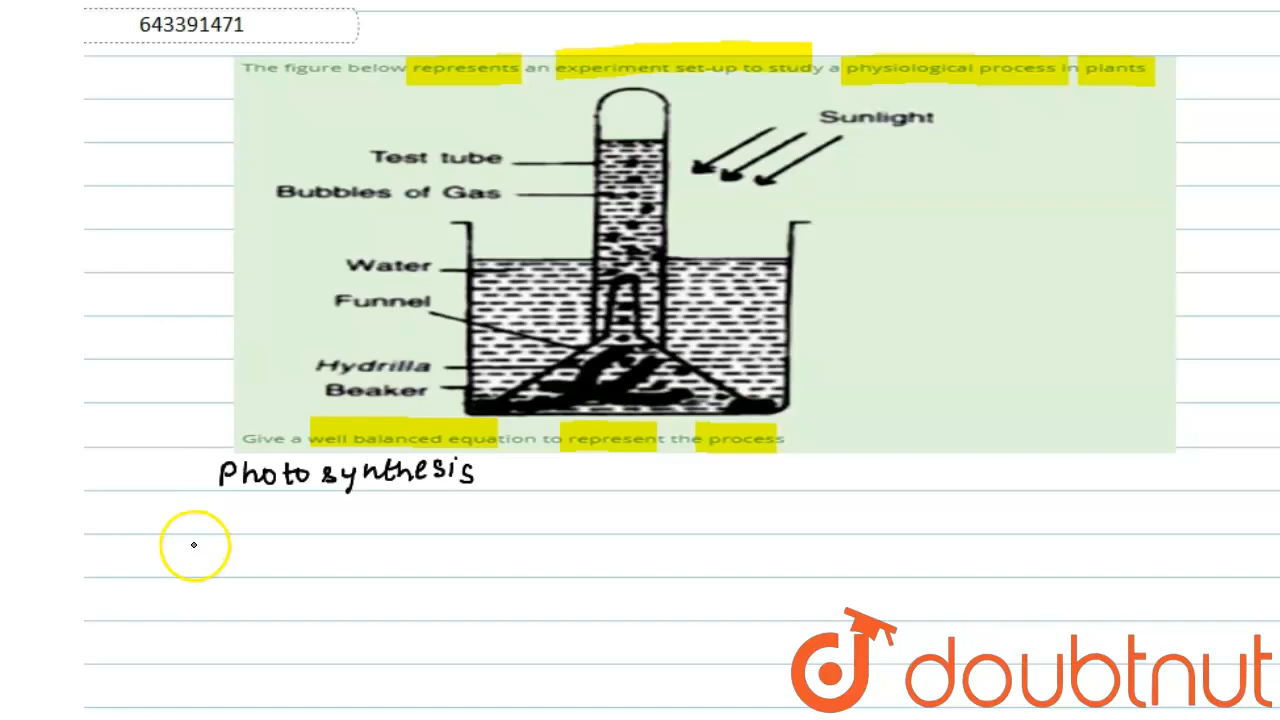 643391471
The figure below represents an experiment set-up to study a physiological process in plants
Sunlight
Test tube
Bubbles of Gas
Water
Funnel
Hydrilla
Beaker
Give a well balanced equation to represent the process
Photosynthesis
doubtnut